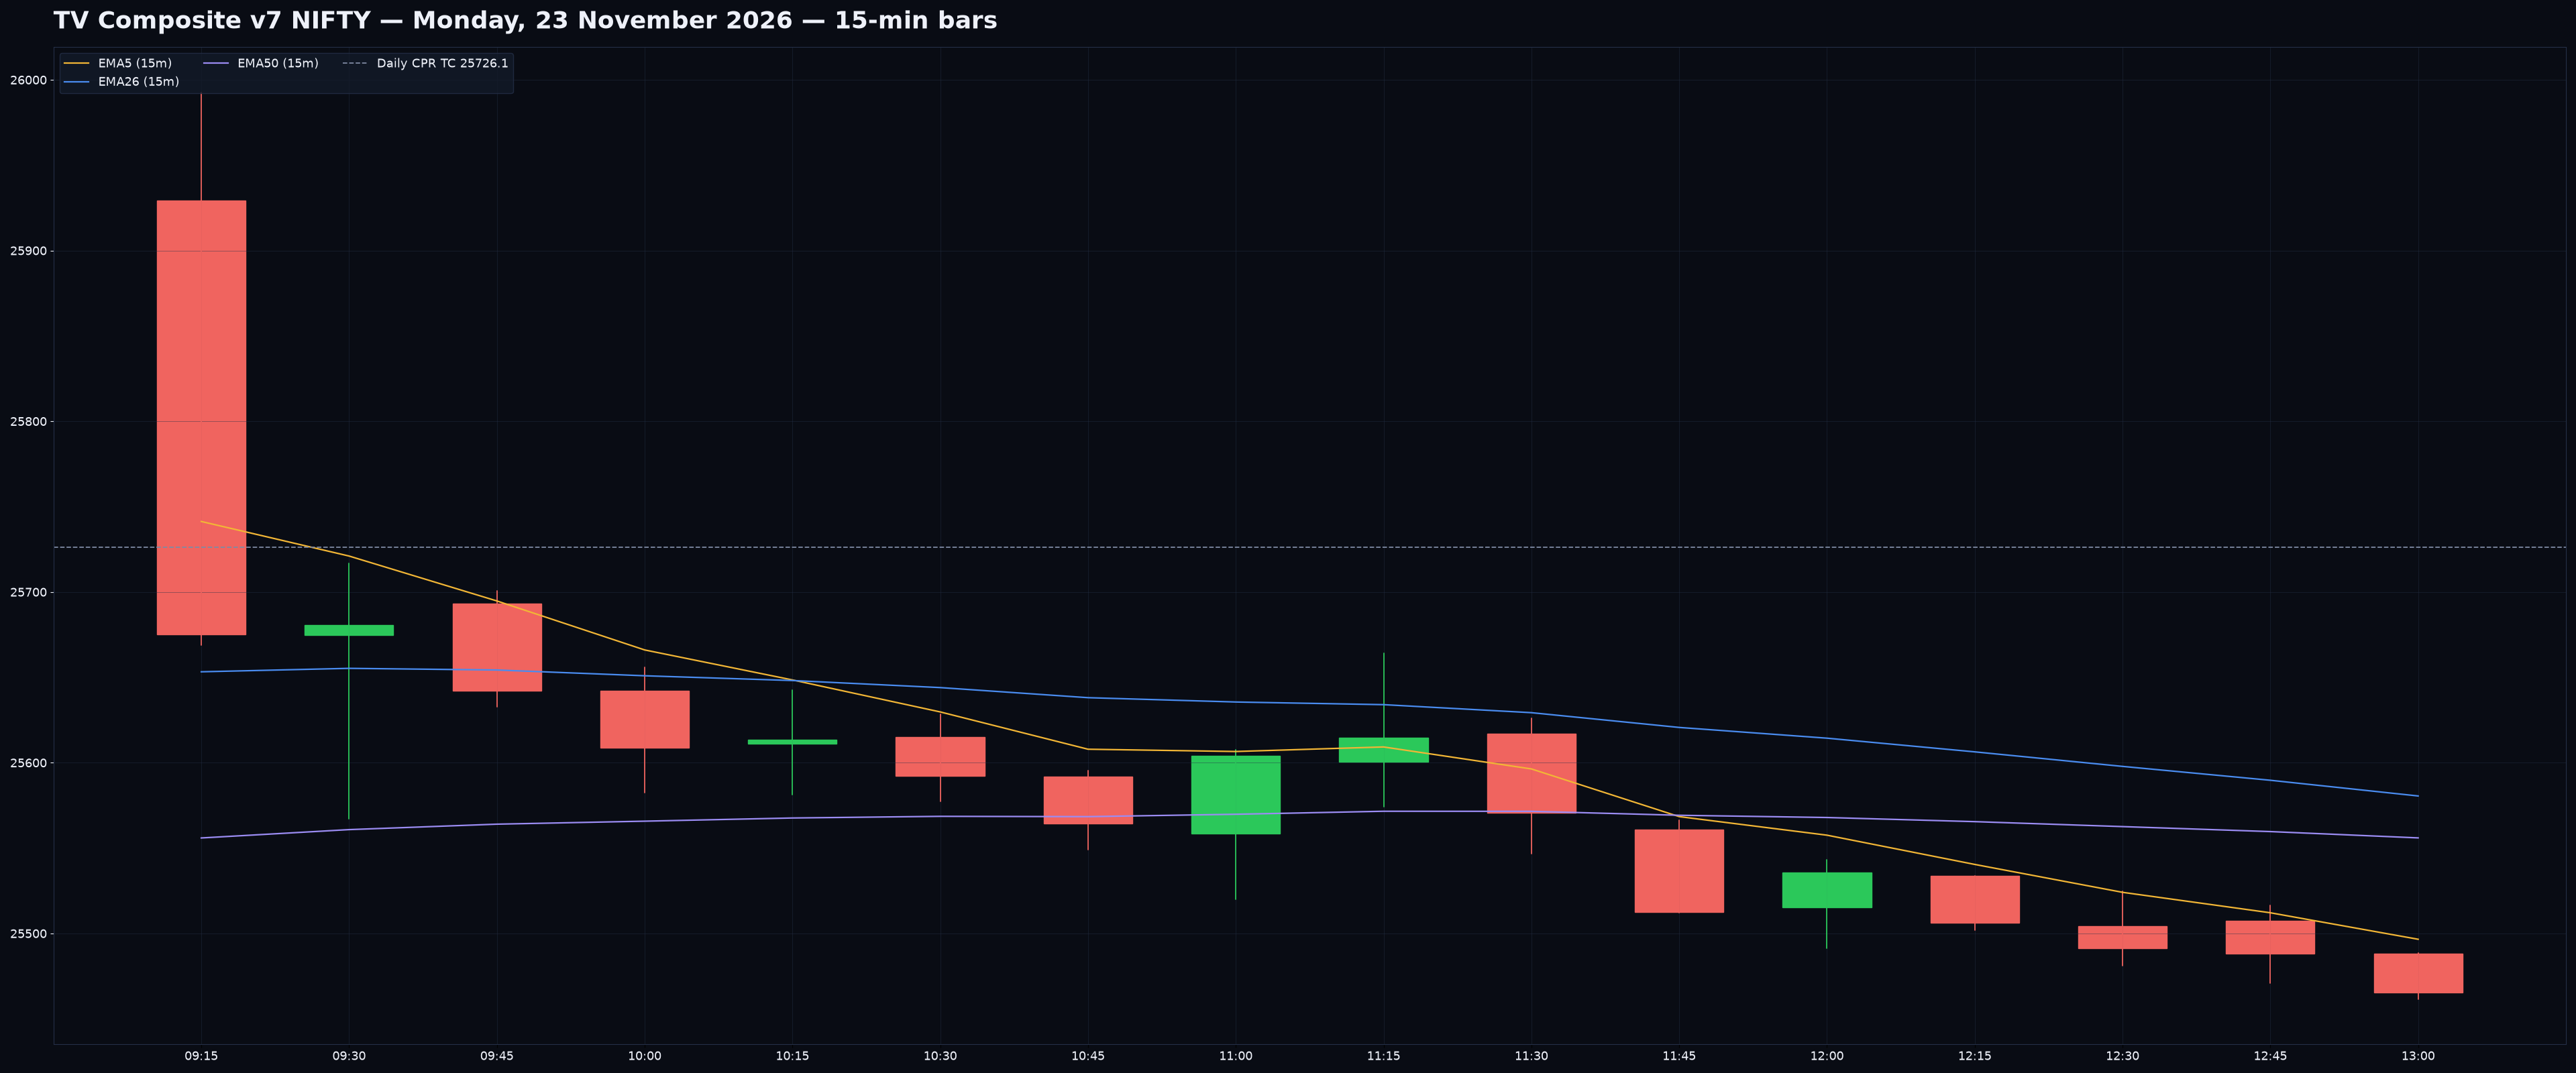 TV Composite v7 NIFTY — Monday, 23 November 2026 — 15-min bars
EMA5 (15m) EMA50 (15m) Daily CPR TC 25726.1
EMA26 (15m)
26000
25900
25800
25700
25600
25500
09:15 09:30 09:45 10:00 10:15 10:30 10:45 11:00 11:15 11:30 11:45 12:00 12:15 12:30 12:45 13:00